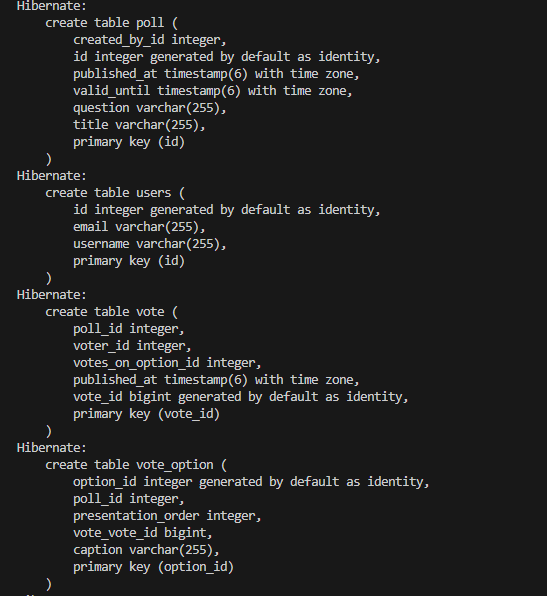 Hibernate:
    create table poll (
        created_by_id integer,
        id integer generated by default as identity,
        published_at timestamp(6) with time zone,
        valid_until timestamp(6) with time zone,
        question varchar(255),
        title varchar(255),
        primary key (id)
    )
Hibernate:
    create table users (
        id integer generated by default as identity,
        email varchar(255),
        username varchar(255),
        primary key (id)
    )
Hibernate:
    create table vote (
        poll_id integer,
        voter_id integer,
        votes_on_option_id integer,
        published_at timestamp(6) with time zone,
        vote_id bigint generated by default as identity,
        primary key (vote_id)
    )
Hibernate:
    create table vote_option (
        option_id integer generated by default as identity,
        poll_id integer,
        presentation_order integer,
        vote_vote_id bigint,
        caption varchar(255),
        primary key (option_id)
    )